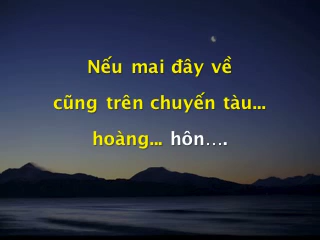 Nếu mai đây về
cũng trên chuyến tàu...
hoàng... hôn….